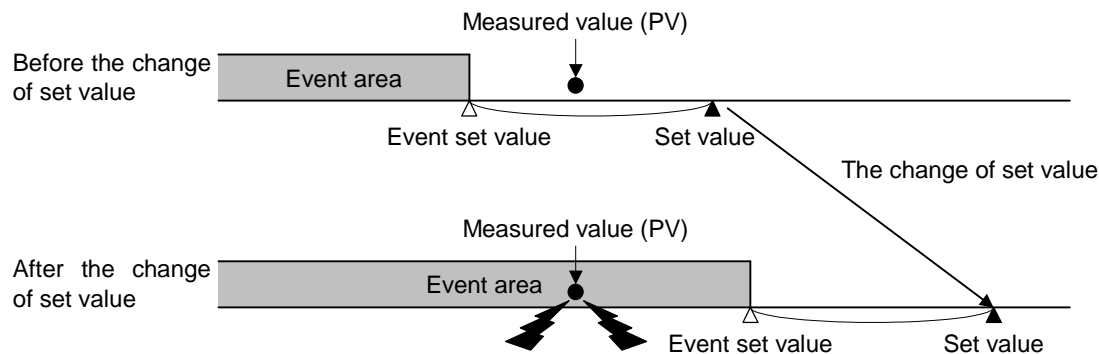 Measured value (PV)
Before the change
of set value
Event area
Event set value
Set value
The change of set value
Measured value (PV)
After the change
of set value
Event area
Event set value
Set value